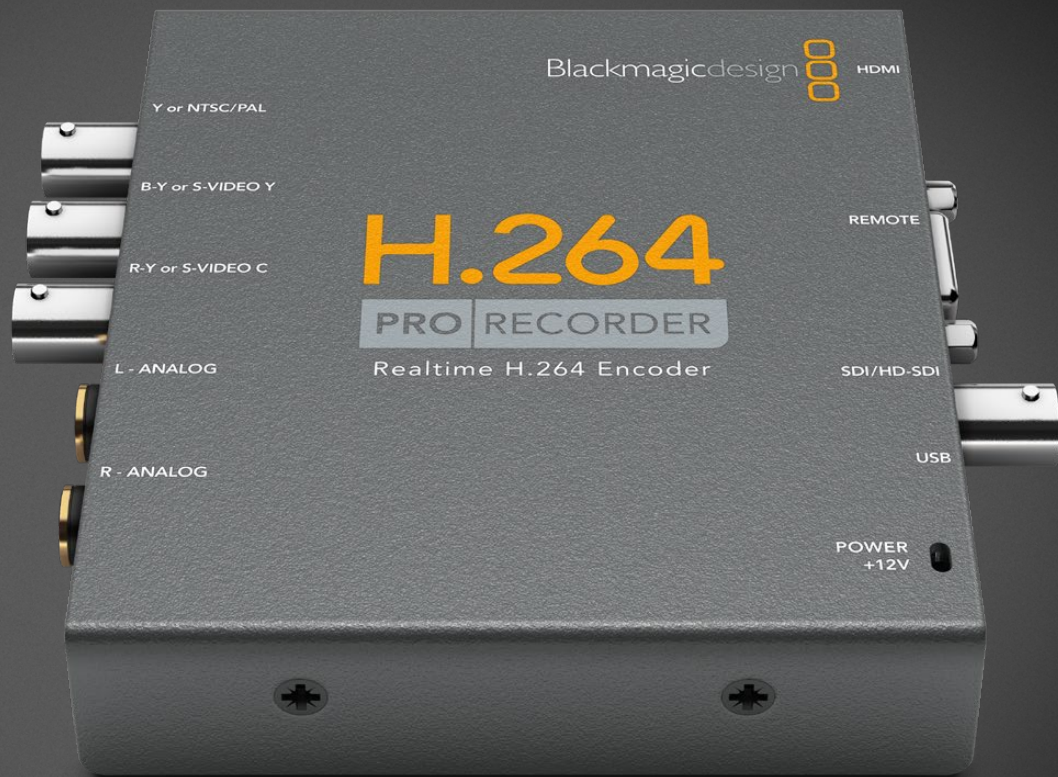 Blackmagicdesign
HDMI
Y or NTSC/PAL
B-Y or S-VIDEO Y
REMOTE
H.264
R-Y or S-VIDEO C
PRO RECORDER
Realtime H.264 Encoder
L - ANALOG
SDI/HD-SDI
USB
R - ANALOG
POWER
+12V